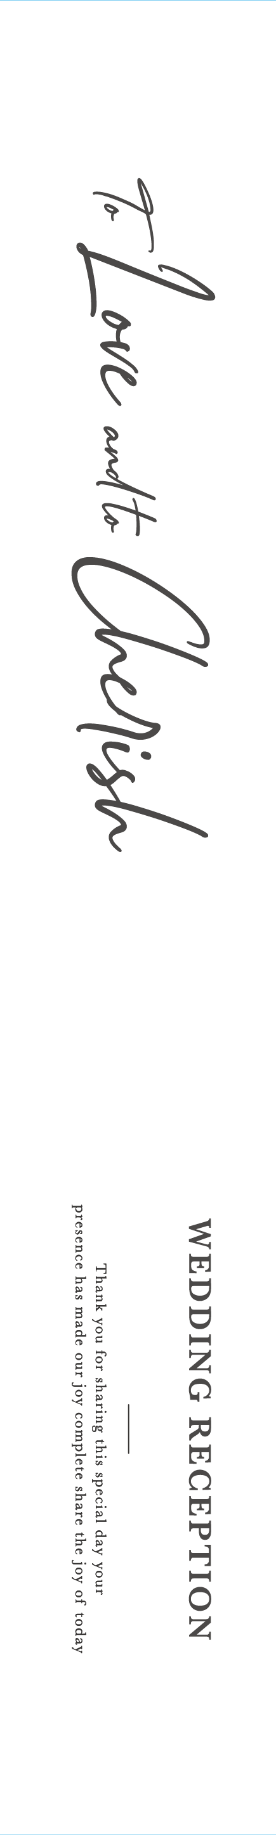 To Love and to Cherish
WEDDING RECEPTION
Thank you for sharing this special day your
presence has made our joy complete share the joy of today